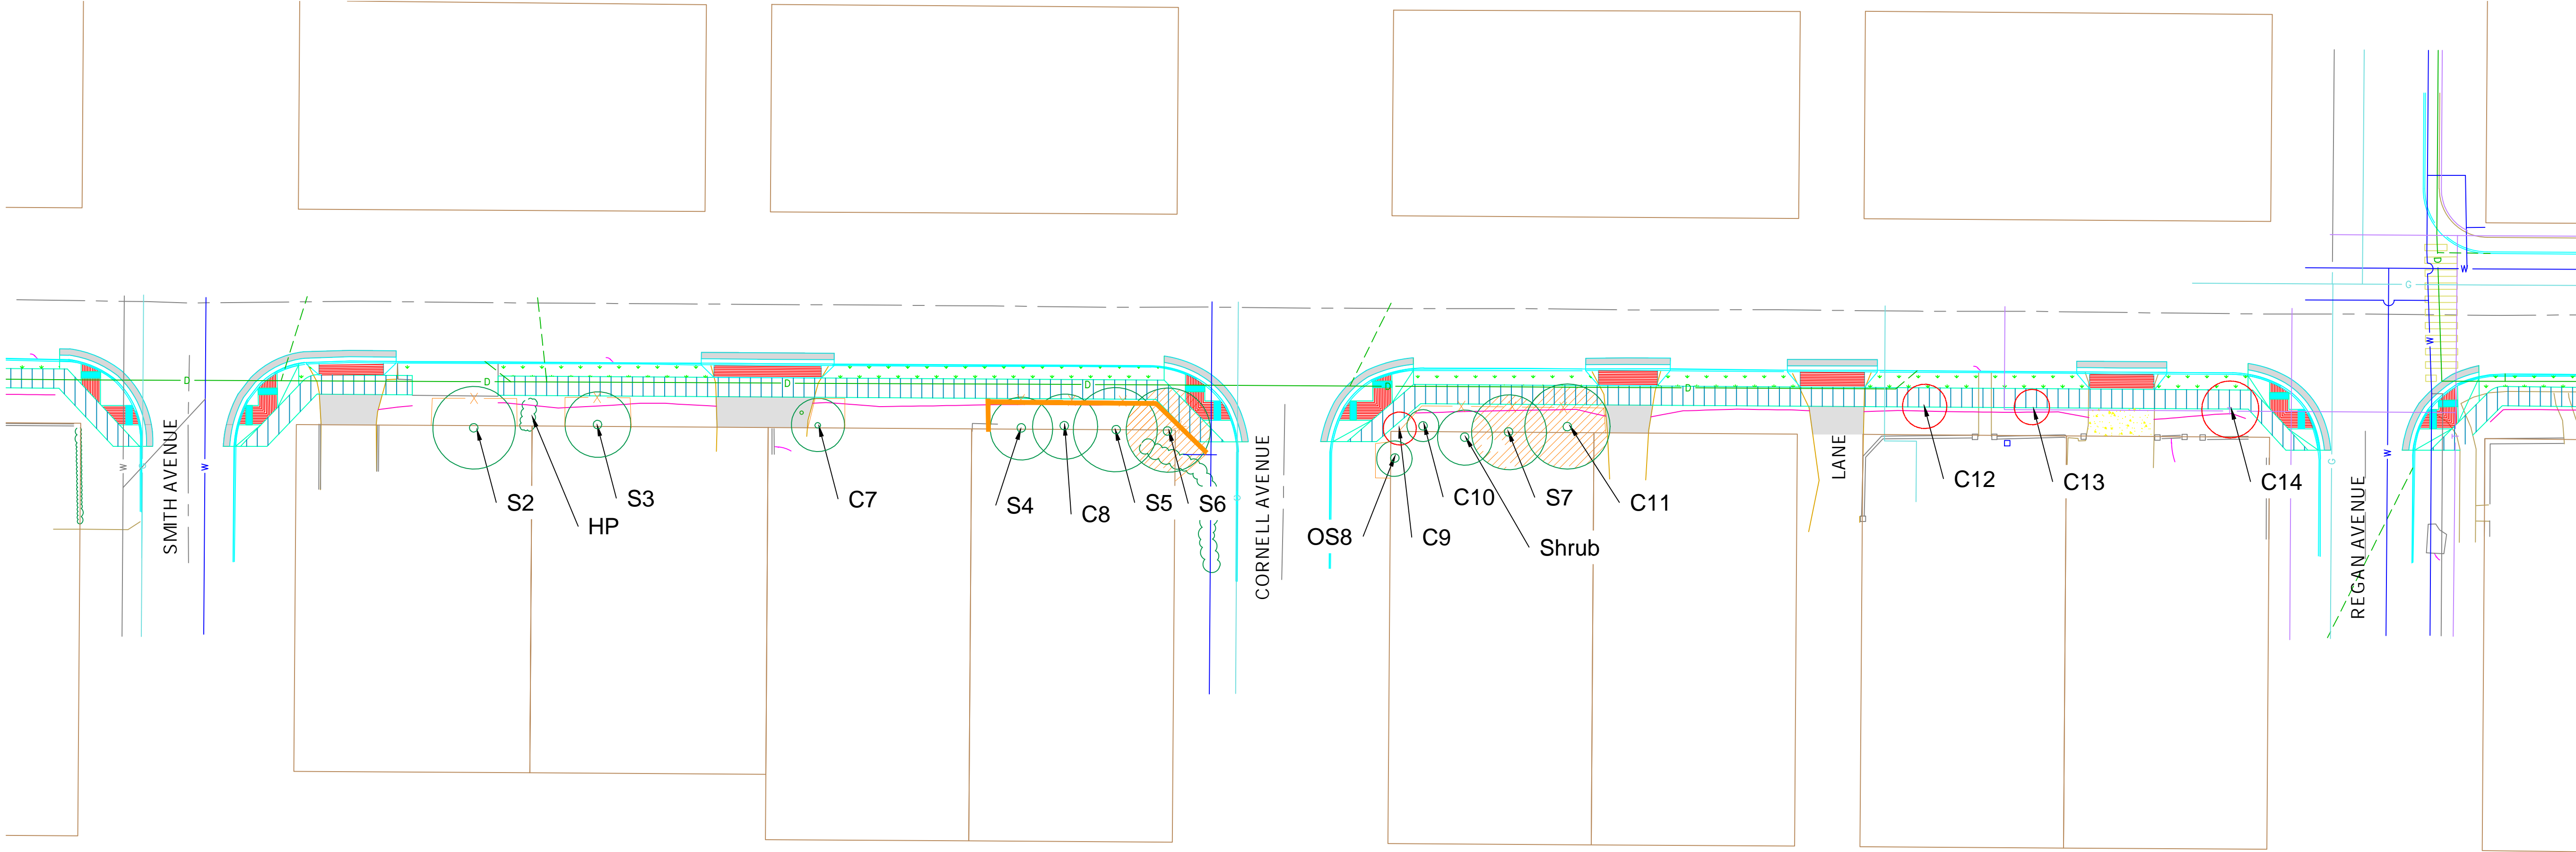 W
G
G
D
D
D
D
D
D
W
W
W
W
G
G
S2
HP
S3
C7
S4
C8
S5
S6
OS8
C9
C10
Shrub
S7
C11
C12
C13
C14
SMITH AVENUE
CORNELL AVENUE
LANE
REGAN AVENUE